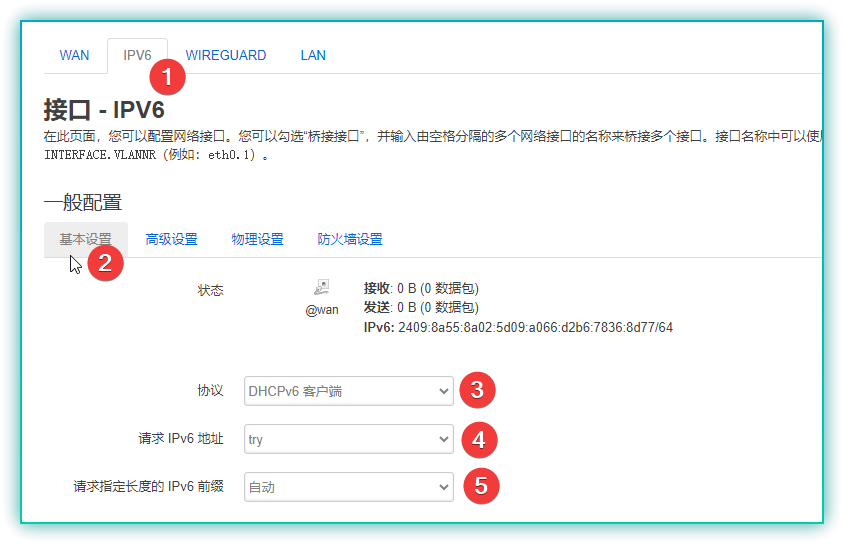 WAN IPV6 WIREGUARD LAN
1
接口 - IPV6
在此页面，您可以配置网络接口。您可以勾选“桥接接口”，并输入由空格分隔的多个网络接口的名称来桥接多个接口。接口名称中可以使用
INTERFACE.VLANNR（例如：eth0.1）。
一般配置
基本设置 高级设置 物理设置 防火墙设置
2
状态
@wan
接收: 0 B (0 数据包)
发送: 0 B (0 数据包)
IPv6: 2409:8a55:8a02:5d09:a066:d2b6:7836:8d77/64
协议 DHCPv6 客户端 3
请求 IPv6 地址 try 4
请求指定长度的 IPv6 前缀 自动 5